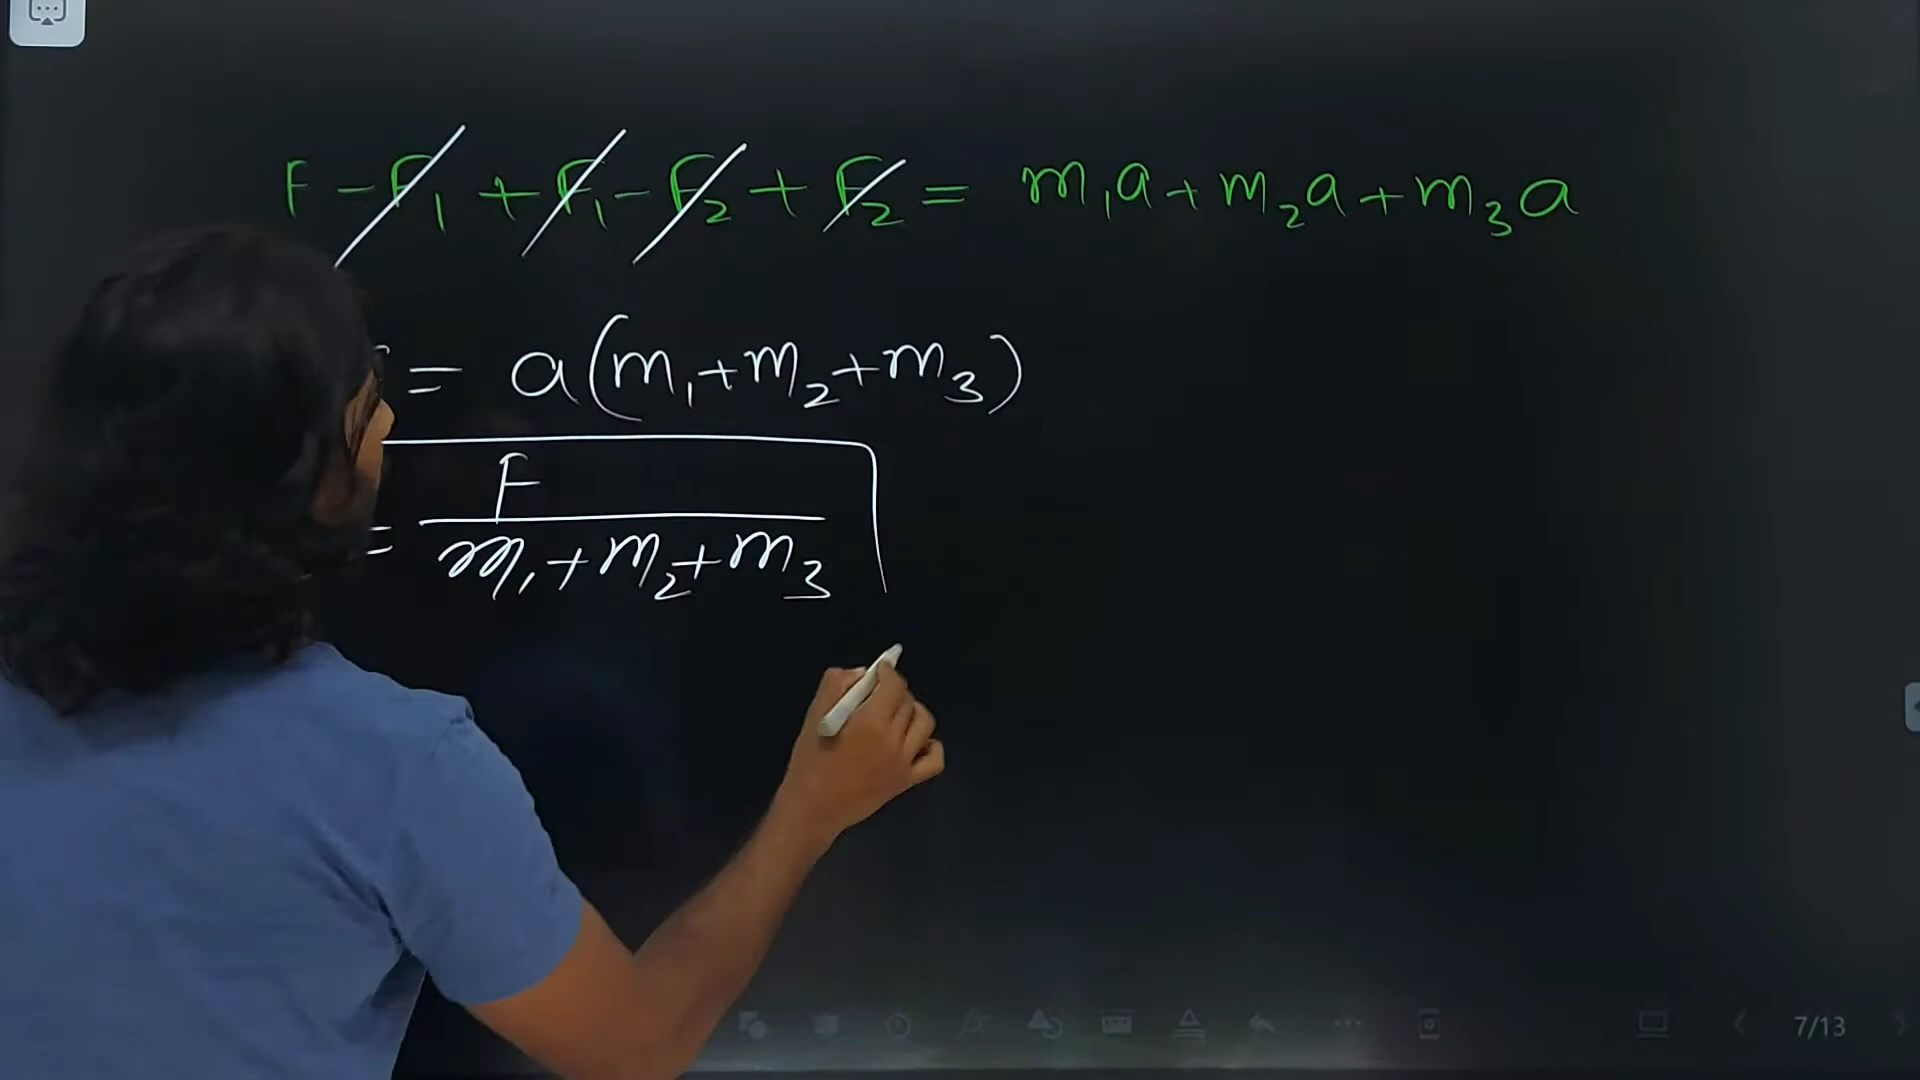 F - F₁ + F₁ - F₂ + F₂ = m₁a + m₂a + m₃a
= a(m₁ + m₂ + m₃)
= F / (m₁ + m₂ + m₃)
7/13